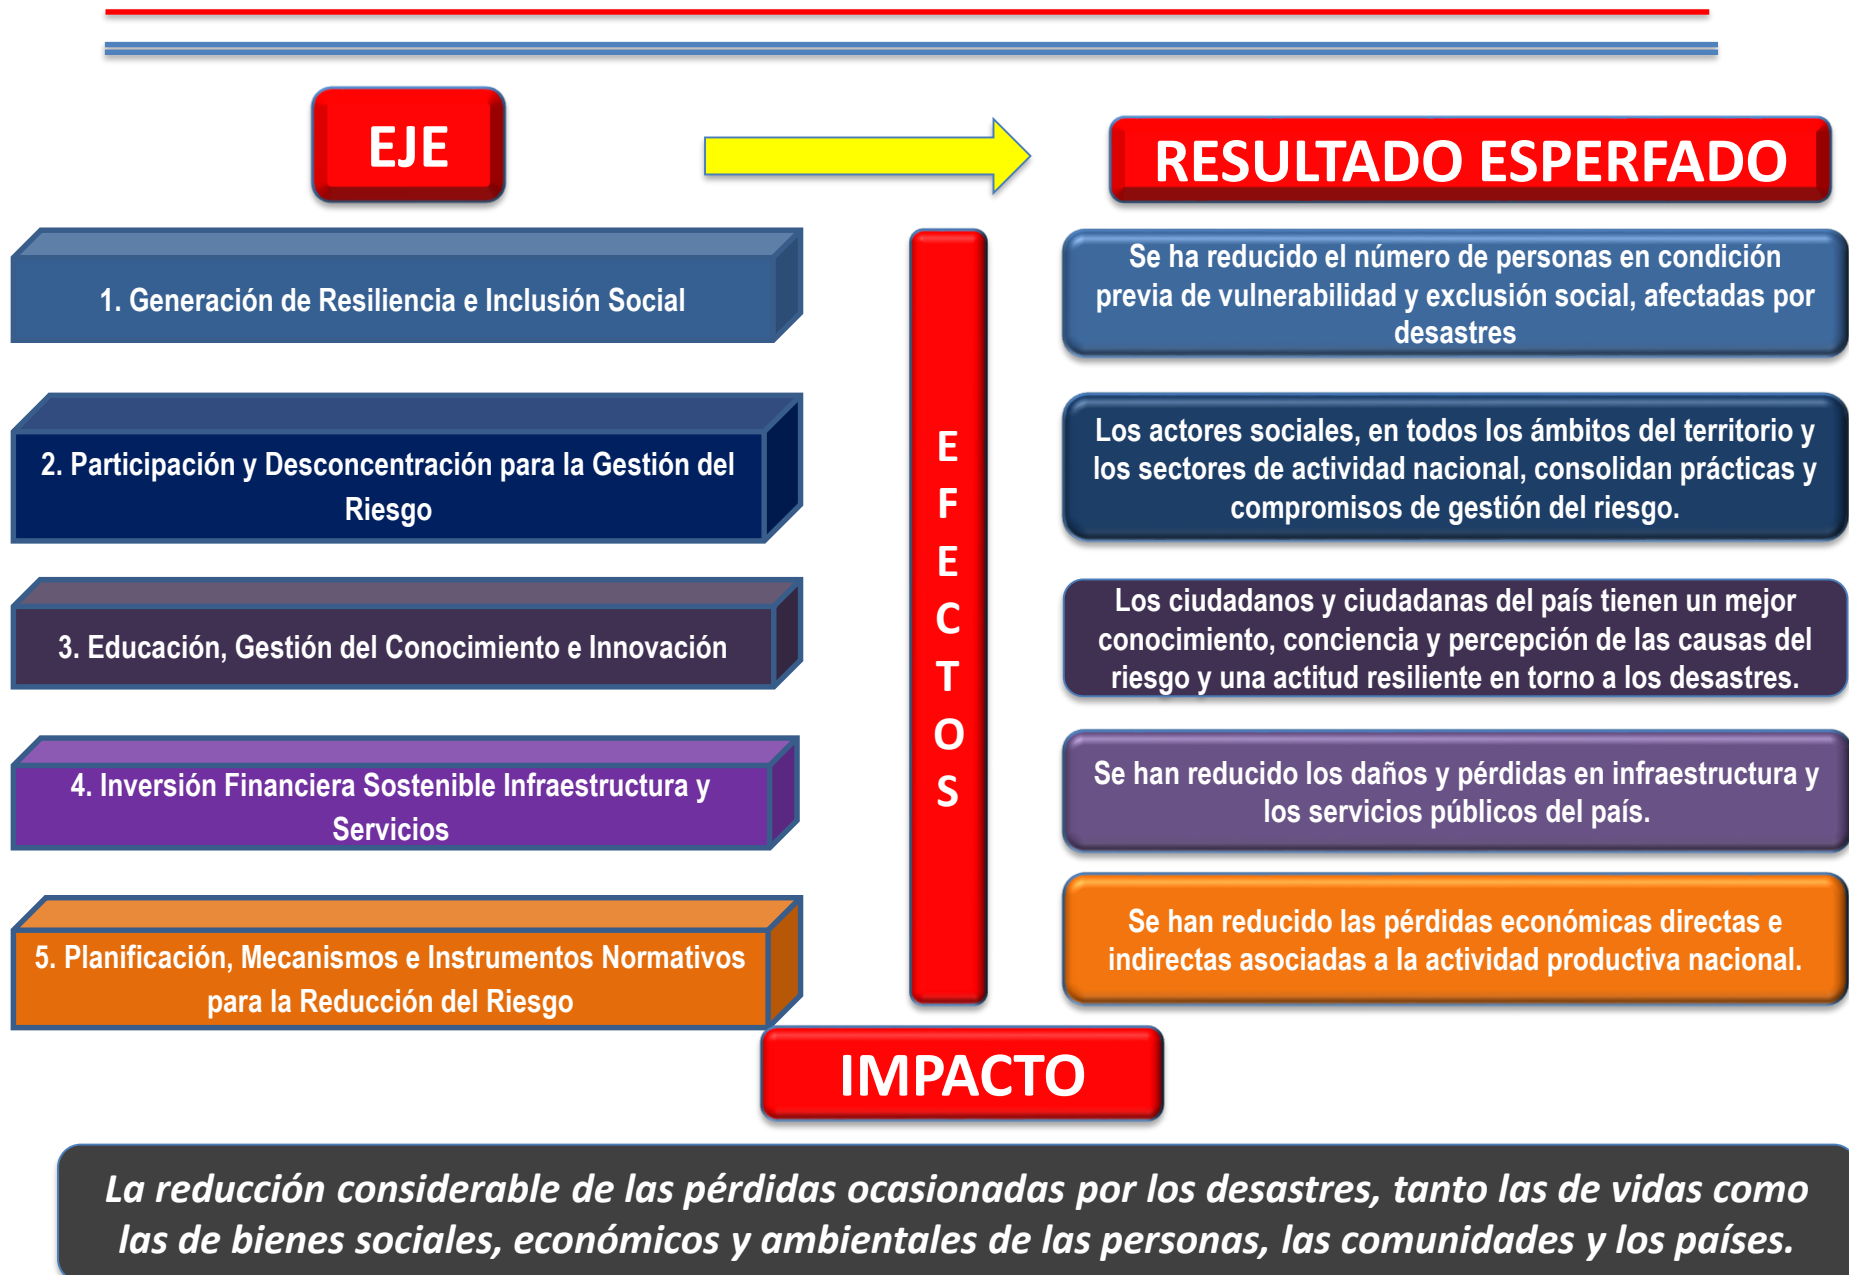 EJE
RESULTADO ESPERFADO
1. Generación de Resiliencia e Inclusión Social
2. Participación y Desconcentración para la Gestión del
Riesgo
3. Educación, Gestión del Conocimiento e Innovación
4. Inversión Financiera Sostenible Infraestructura y
Servicios
5. Planificación, Mecanismos e Instrumentos Normativos
para la Reducción del Riesgo
E
F
E
C
T
O
S
Se ha reducido el número de personas en condición
previa de vulnerabilidad y exclusión social, afectadas por
desastres
Los actores sociales, en todos los ámbitos del territorio y
los sectores de actividad nacional, consolidan prácticas y
compromisos de gestión del riesgo.
Los ciudadanos y ciudadanas del país tienen un mejor
conocimiento, conciencia y percepción de las causas del
riesgo y una actitud resiliente en torno a los desastres.
Se han reducido los daños y pérdidas en infraestructura y
los servicios públicos del país.
Se han reducido las pérdidas económicas directas e
indirectas asociadas a la actividad productiva nacional.
IMPACTO
La reducción considerable de las pérdidas ocasionadas por los desastres, tanto las de vidas como
las de bienes sociales, económicos y ambientales de las personas, las comunidades y los países.